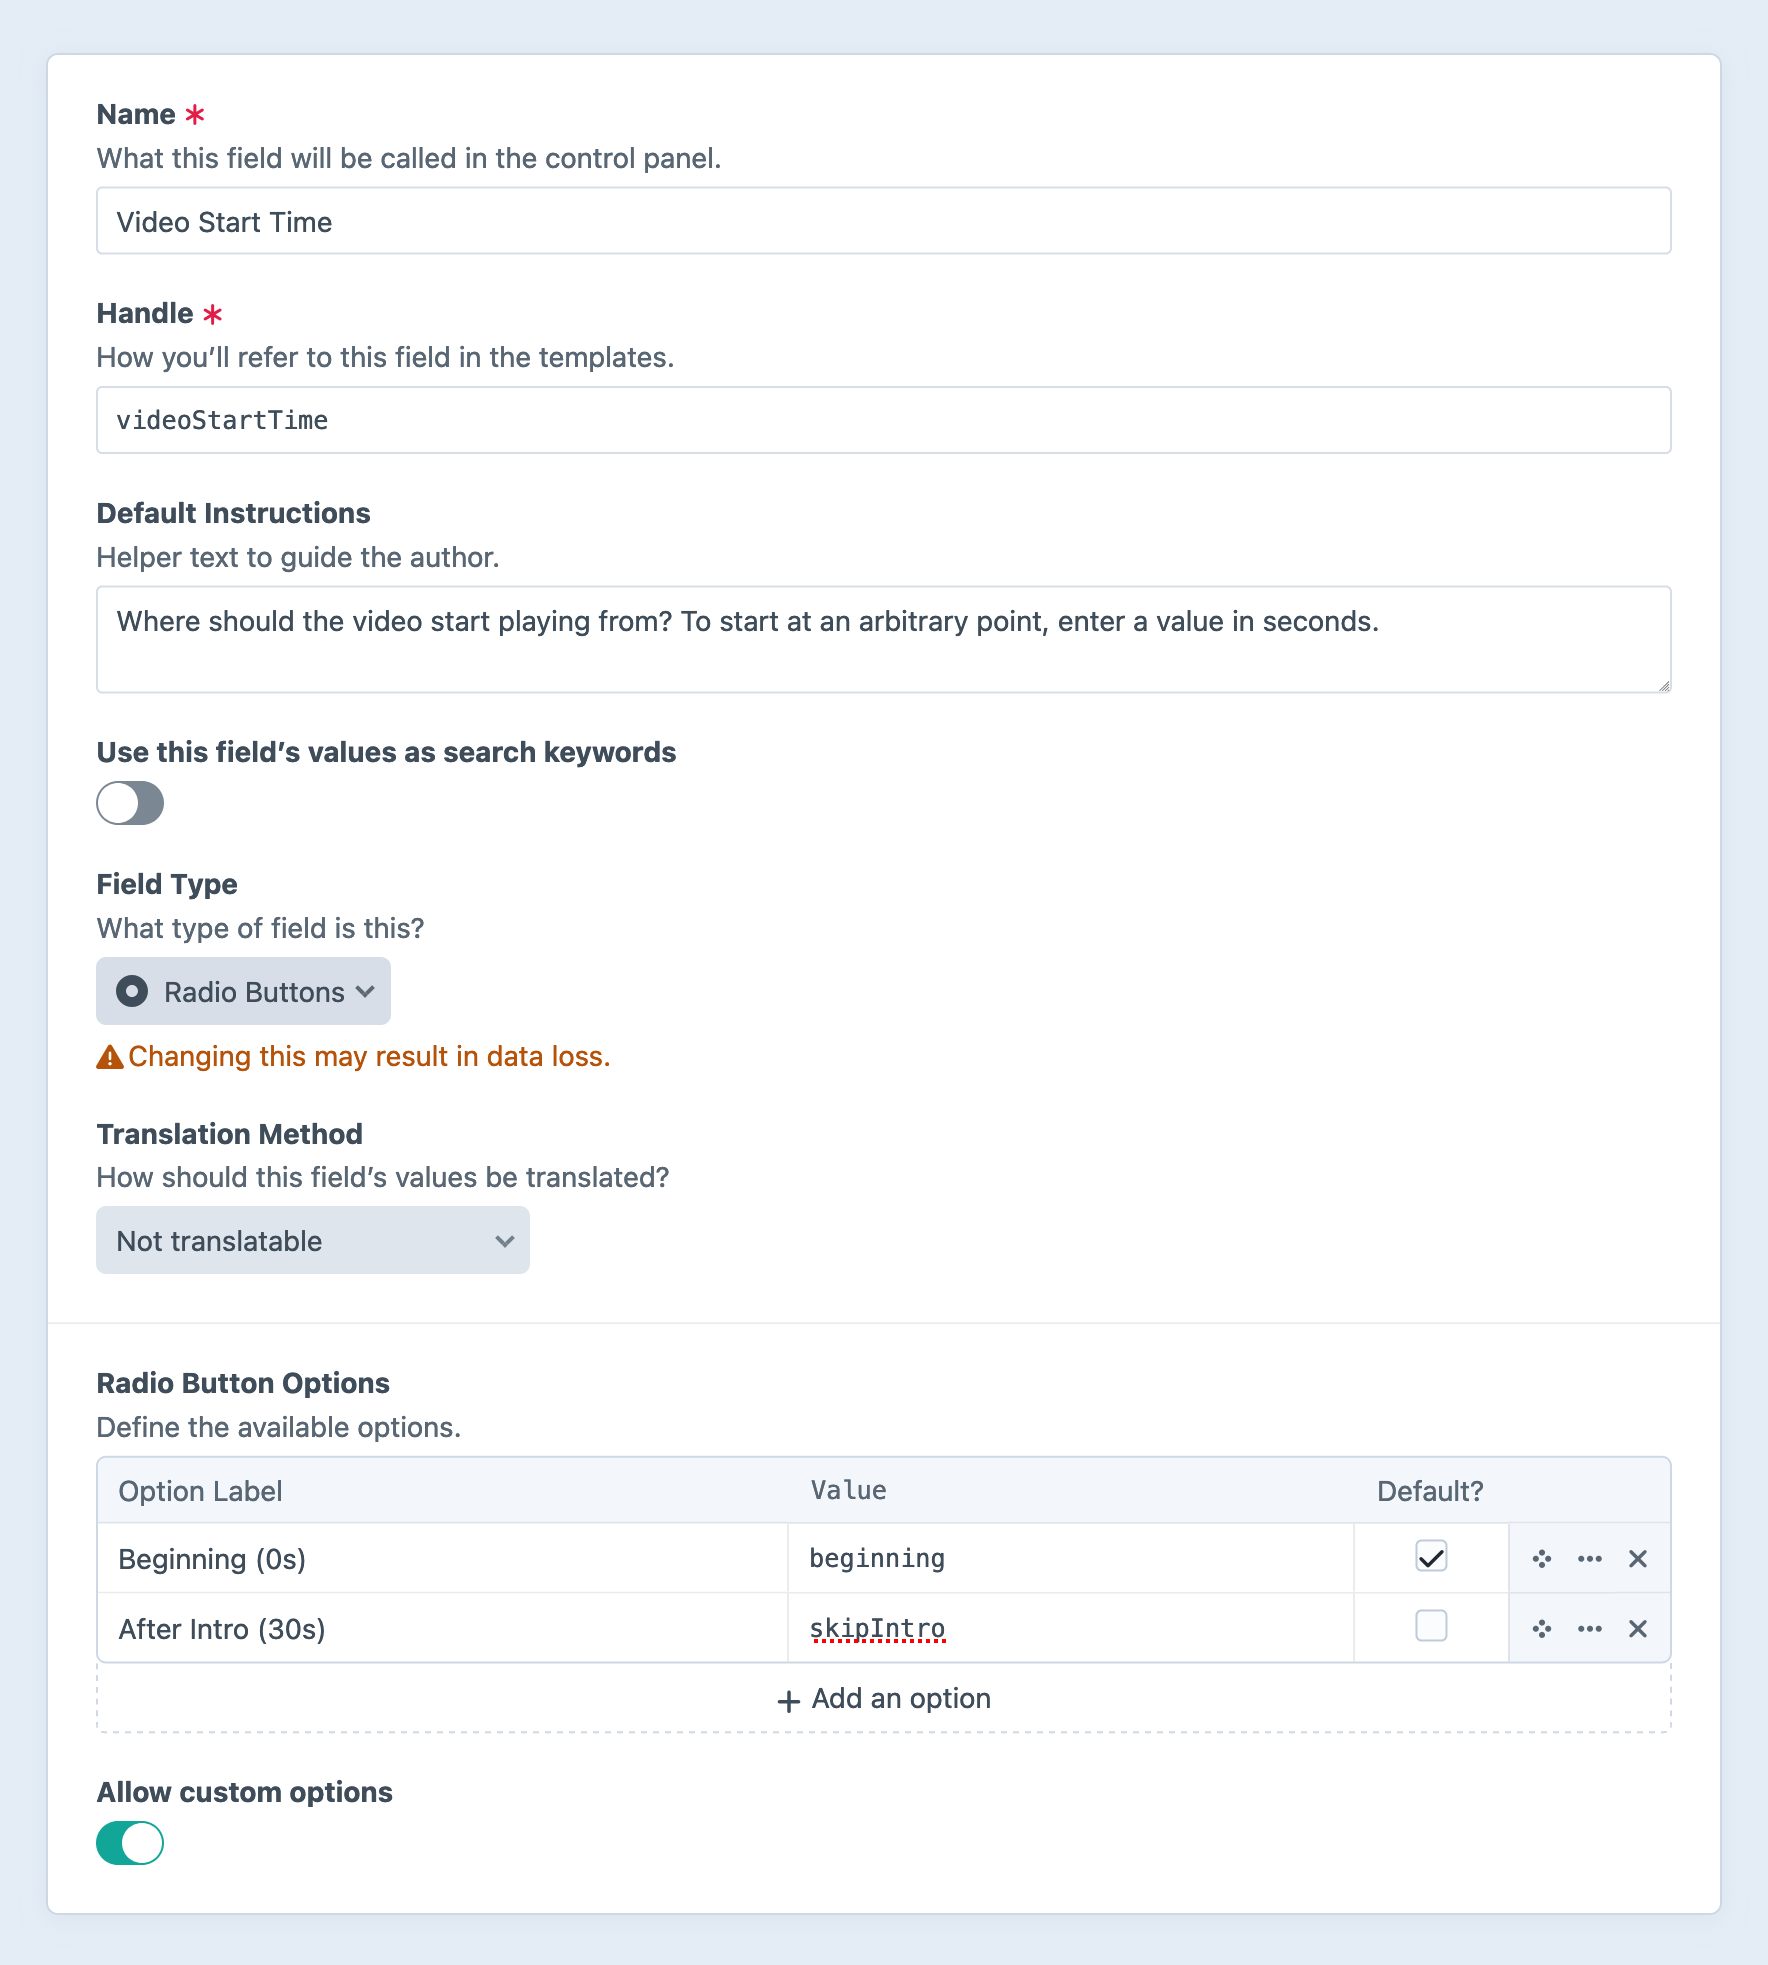 Name *
What this field will be called in the control panel.
Video Start Time
Handle *
How you’ll refer to this field in the templates.
videoStartTime
Default Instructions
Helper text to guide the author.
Where should the video start playing from? To start at an arbitrary point, enter a value in seconds.
Use this field’s values as search keywords
Field Type
What type of field is this?
Radio Buttons
Changing this may result in data loss.
Translation Method
How should this field’s values be translated?
Not translatable
Radio Button Options
Define the available options.
Option Label Value Default?
Beginning (0s) beginning
After Intro (30s) skipIntro
+ Add an option
Allow custom options